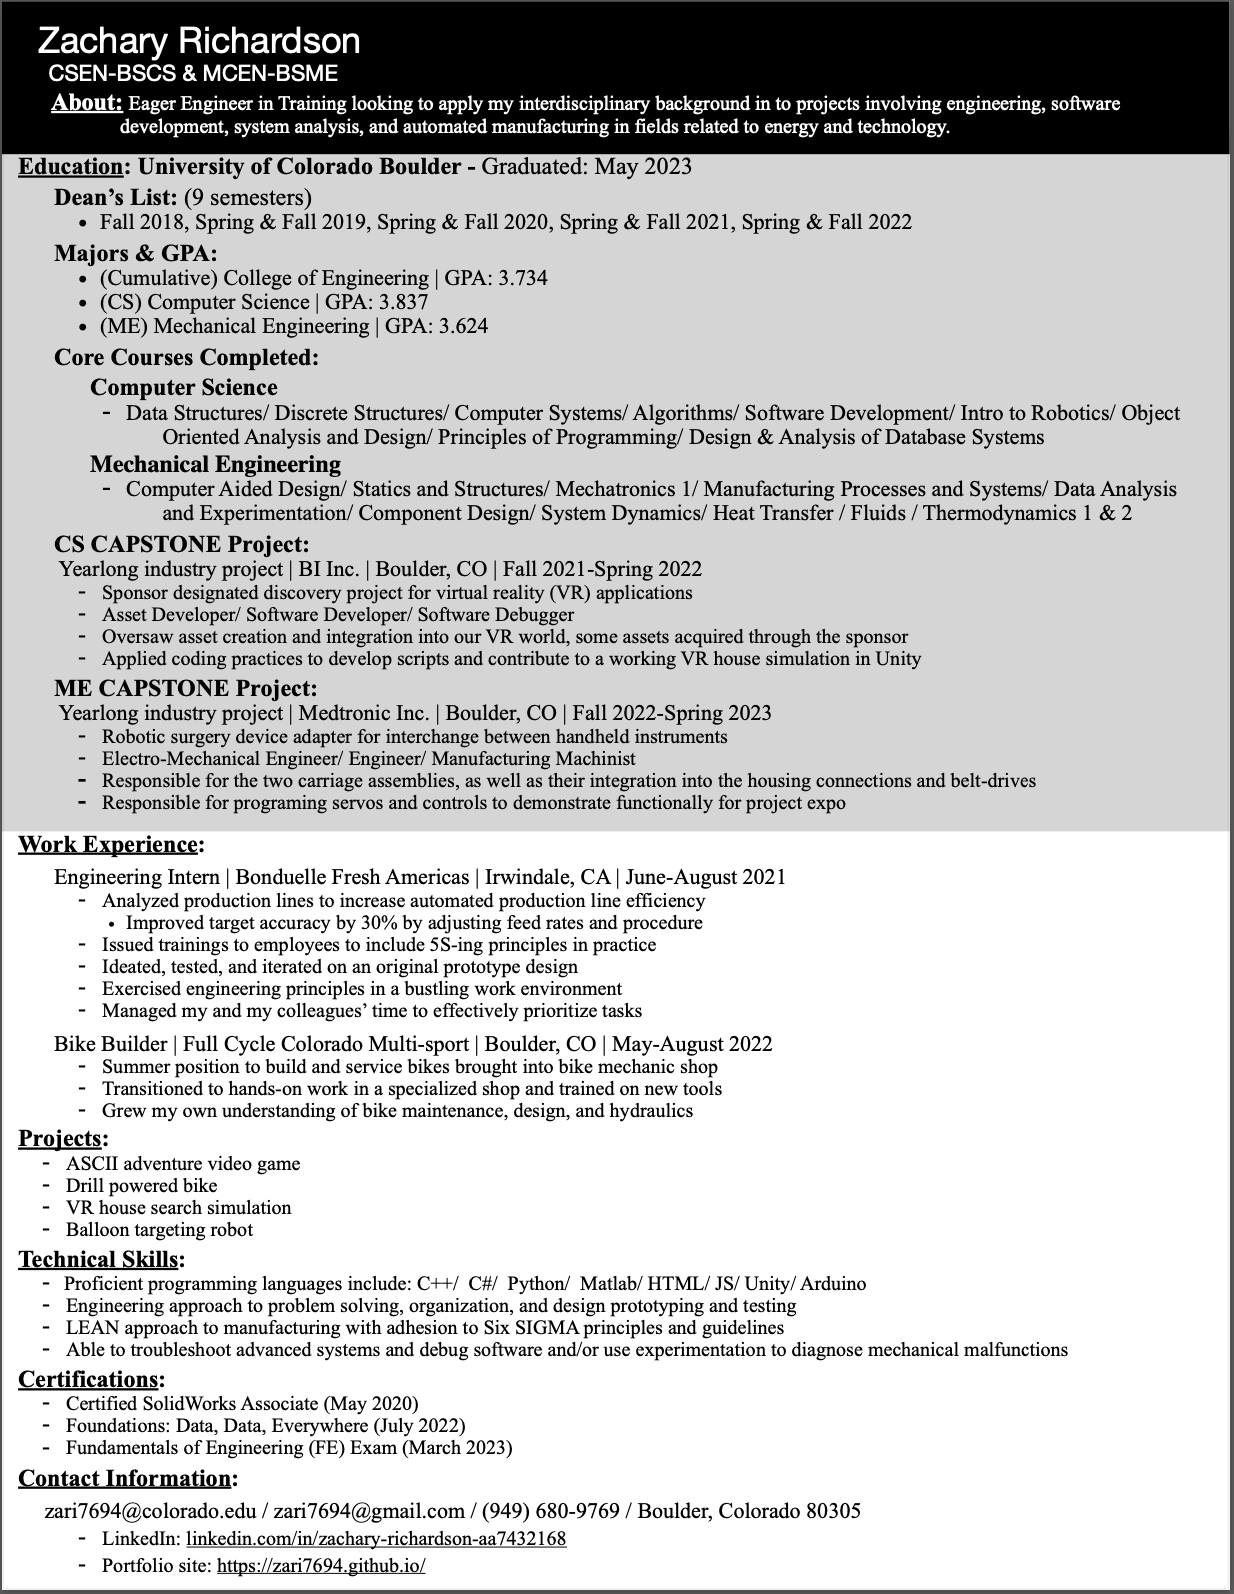 Zachary Richardson
CSEN-BSCS & MCEN-BSME
About: Eager Engineer in Training looking to apply my interdisciplinary background in to projects involving engineering, software
development, system analysis, and automated manufacturing in fields related to energy and technology.
Education: University of Colorado Boulder - Graduated: May 2023
Dean’s List: (9 semesters)
• Fall 2018, Spring & Fall 2019, Spring & Fall 2020, Spring & Fall 2021, Spring & Fall 2022
Majors & GPA:
• (Cumulative) College of Engineering | GPA: 3.734
• (CS) Computer Science | GPA: 3.837
• (ME) Mechanical Engineering | GPA: 3.624
Core Courses Completed:
Computer Science
- Data Structures/ Discrete Structures/ Computer Systems/ Algorithms/ Software Development/ Intro to Robotics/ Object
Oriented Analysis and Design/ Principles of Programming/ Design & Analysis of Database Systems
Mechanical Engineering
- Computer Aided Design/ Statics and Structures/ Mechatronics 1/ Manufacturing Processes and Systems/ Data Analysis
and Experimentation/ Component Design/ System Dynamics/ Heat Transfer / Fluids / Thermodynamics 1 & 2
CS CAPSTONE Project:
Yearlong industry project | BI Inc. | Boulder, CO | Fall 2021-Spring 2022
- Sponsor designated discovery project for virtual reality (VR) applications
- Asset Developer/ Software Developer/ Software Debugger
- Oversaw asset creation and integration into our VR world, some assets acquired through the sponsor
- Applied coding practices to develop scripts and contribute to a working VR house simulation in Unity
ME CAPSTONE Project:
Yearlong industry project | Medtronic Inc. | Boulder, CO | Fall 2022-Spring 2023
- Robotic surgery device adapter for interchange between handheld instruments
- Electro-Mechanical Engineer/ Engineer/ Manufacturing Machinist
- Responsible for the two carriage assemblies, as well as their integration into the housing connections and belt-drives
- Responsible for programing servos and controls to demonstrate functionally for project expo
Work Experience:
Engineering Intern | Bonduelle Fresh Americas | Irwindale, CA | June-August 2021
- Analyzed production lines to increase automated production line efficiency
• Improved target accuracy by 30% by adjusting feed rates and procedure
- Issued trainings to employees to include 5S-ing principles in practice
- Ideated, tested, and iterated on an original prototype design
- Exercised engineering principles in a bustling work environment
- Managed my and my colleagues’ time to effectively prioritize tasks
Bike Builder | Full Cycle Colorado Multi-sport | Boulder, CO | May-August 2022
- Summer position to build and service bikes brought into bike mechanic shop
- Transitioned to hands-on work in a specialized shop and trained on new tools
- Grew my own understanding of bike maintenance, design, and hydraulics
Projects:
- ASCII adventure video game
- Drill powered bike
- VR house search simulation
- Balloon targeting robot
Technical Skills:
- Proficient programming languages include: C++/ C#/ Python/ Matlab/ HTML/ JS/ Unity/ Arduino
- Engineering approach to problem solving, organization, and design prototyping and testing
- LEAN approach to manufacturing with adhesion to Six SIGMA principles and guidelines
- Able to troubleshoot advanced systems and debug software and/or use experimentation to diagnose mechanical malfunctions
Certifications:
- Certified SolidWorks Associate (May 2020)
- Foundations: Data, Data, Everywhere (July 2022)
- Fundamentals of Engineering (FE) Exam (March 2023)
Contact Information:
zari7694@colorado.edu / zari7694@gmail.com / (949) 680-9769 / Boulder, Colorado 80305
- LinkedIn: linkedin.com/in/zachary-richardson-aa7432168
- Portfolio site: https://zari7694.github.io/